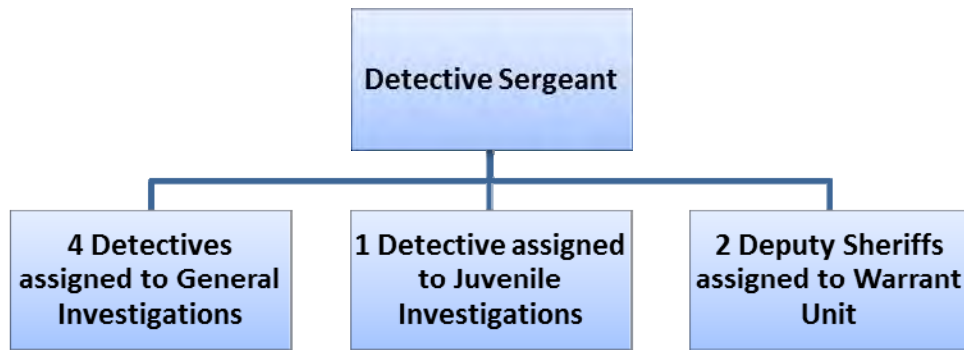 Detective Sergeant
4 Detectives
assigned to General
Investigations
1 Detective assigned
to Juvenile
Investigations
2 Deputy Sheriffs
assigned to Warrant
Unit